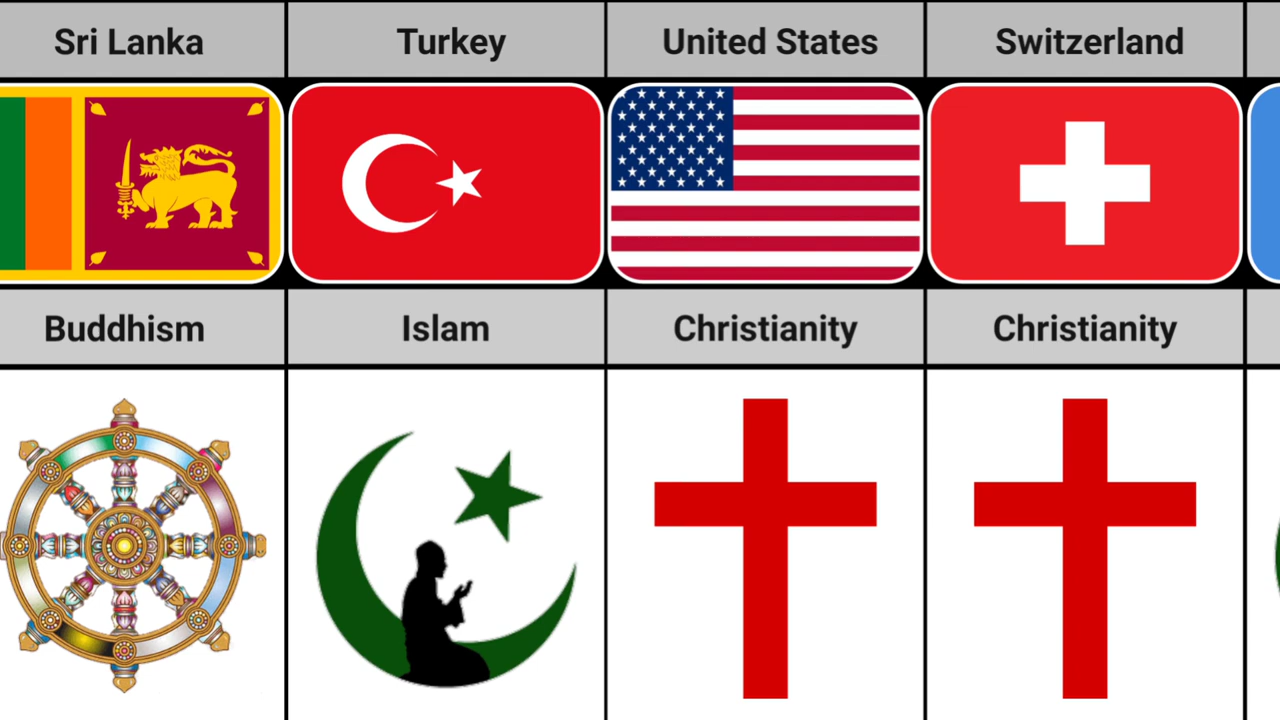 Sri Lanka
Turkey
United States
Switzerland
Buddhism
Islam
Christianity
Christianity